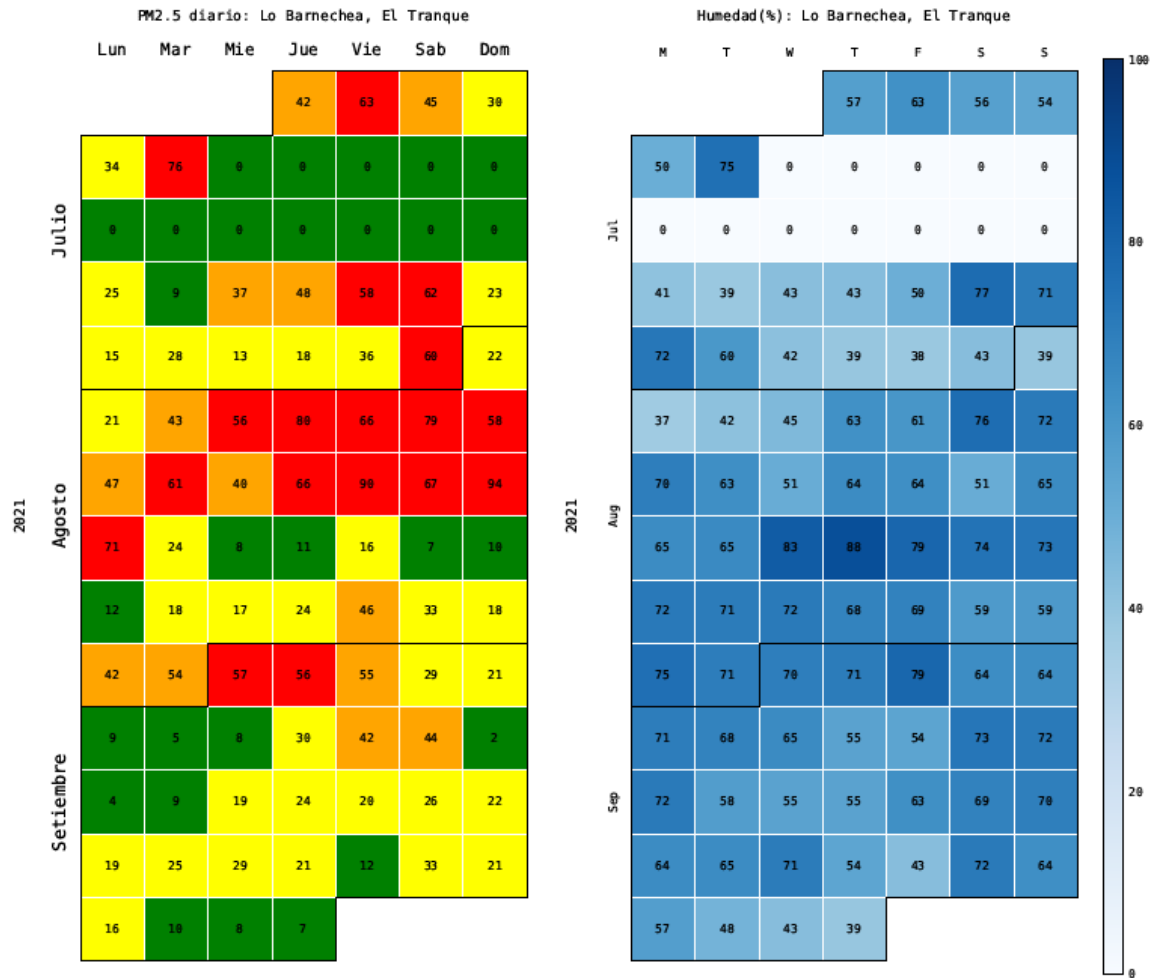 PM2.5 diario: Lo Barnechea, El Tranque
Lun Mar Mie Jue Vie Sab Dom
42 63 45 30
34 76 0 0 0 0 0
0 0 0 0 0 0 0
25 9 37 48 58 62 23
15 28 13 18 36 60 22
21 43 56 80 66 79 58
47 61 40 66 90 67 94
71 24 8 11 16 7 10
12 18 17 24 46 33 18
42 54 57 56 55 29 21
9 5 8 30 42 44 2
4 9 19 24 20 26 22
19 25 29 21 12 33 21
16 10 8 7
Julio
Agosto
Setiembre
2021
Humedad(%): Lo Barnechea, El Tranque
M T W T F S S
57 63 56 54
50 75 0 0 0 0 0
0 0 0 0 0 0 0
41 39 43 43 50 77 71
72 60 42 39 38 43 39
37 42 45 63 61 76 72
70 63 51 64 64 51 65
65 65 83 88 79 74 73
72 71 72 68 69 59 59
75 71 70 71 79 64 64
71 68 65 55 54 73 72
72 58 55 55 63 69 70
64 65 71 54 43 72 64
57 48 43 39
Jul
Aug
Sep
2021
100
80
60
40
20
0